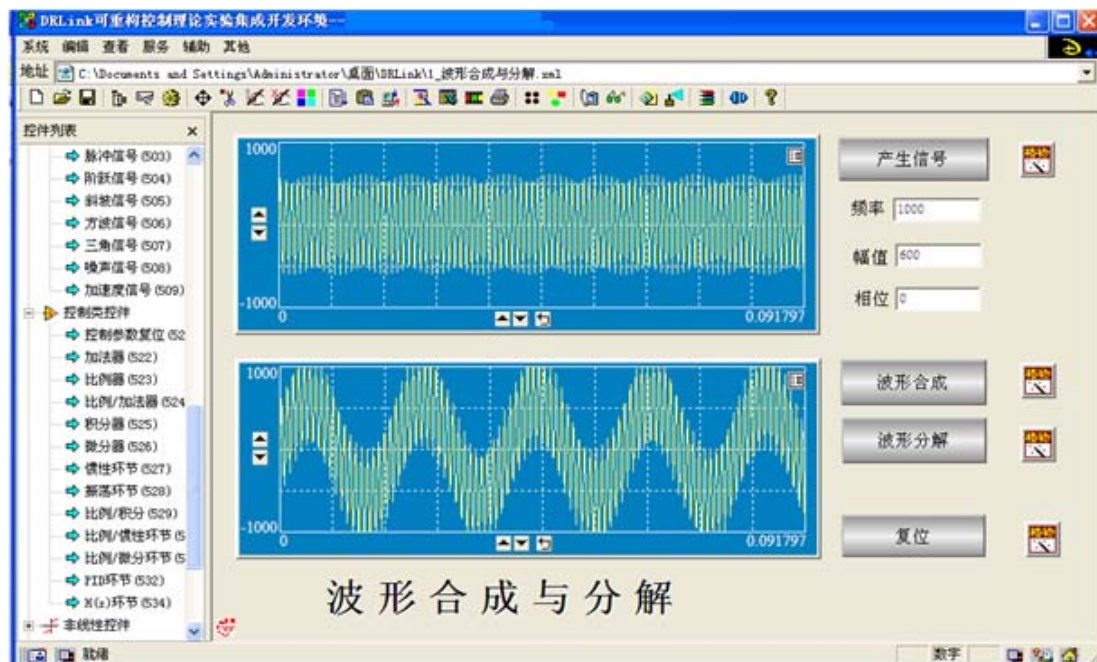 DRLink可重构控制理论实验集成开发环境--
系统 编辑 查看 服务 辅助 其他
地址 C:\Documents and Settings\Administrator\桌面\DRLink\1_波形合成与分解.xml
控件列表 ×
脉冲信号(503)
阶跃信号(504)
斜坡信号(505)
方波信号(506)
三角信号(507)
噪声信号(508)
加速度信号(509)
控制类控件
控制参数复位(52
加法器(522)
比例器(523)
比例/加法器(524
积分器(525)
微分器(526)
惯性环节(527)
振荡环节(528)
比例/积分(529)
比例/惯性环节(5
比例/微分环节(5
PID环节(532)
H(z)环节(534)
非线性控件
1000
-1000
0 0.091797
1000
-1000
0 0.091797
产生信号
频率 1000
幅值 600
相位 0
波形合成
波形分解
复位
波形合成与分解
就绪 数字